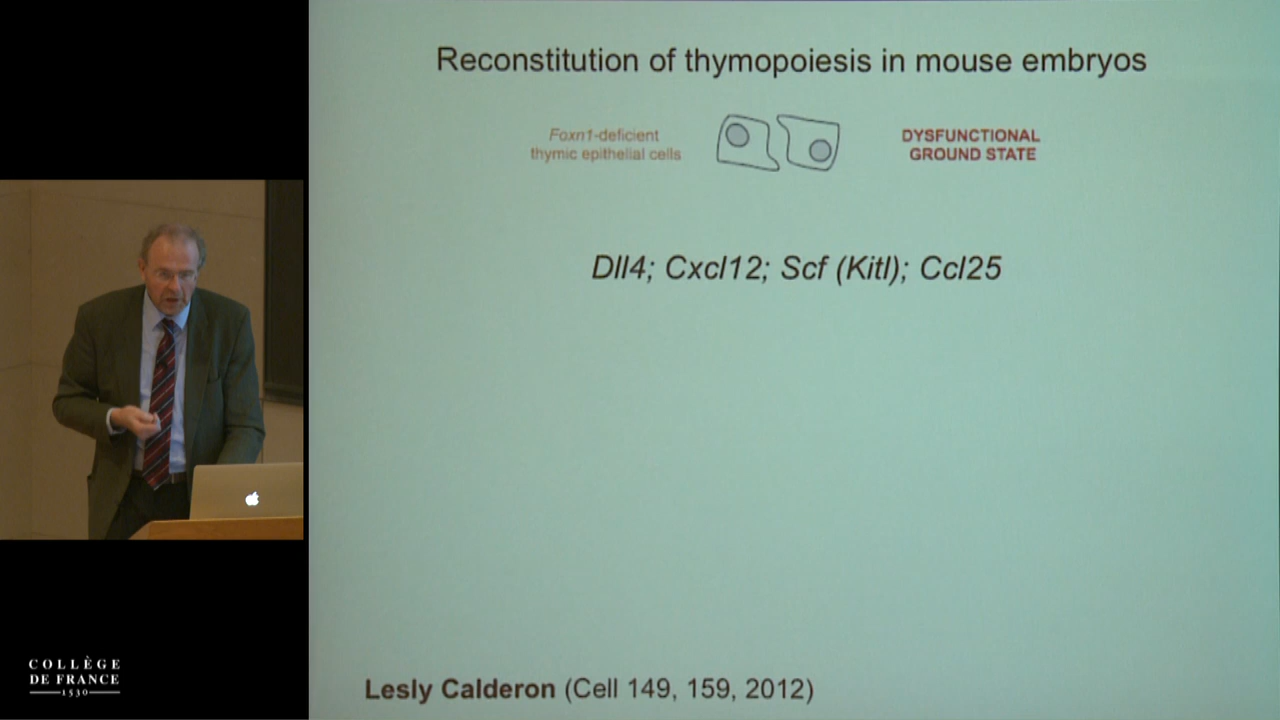 Reconstitution of thymopoiesis in mouse embryos
Foxn1-deficient
thymic epithelial cells
DYSFUNCTIONAL
GROUND STATE
Dll4; Cxcl12; Scf (Kitl); Ccl25
Lesly Calderon (Cell 149, 159, 2012)
COLLÈGE
DE FRANCE
1530